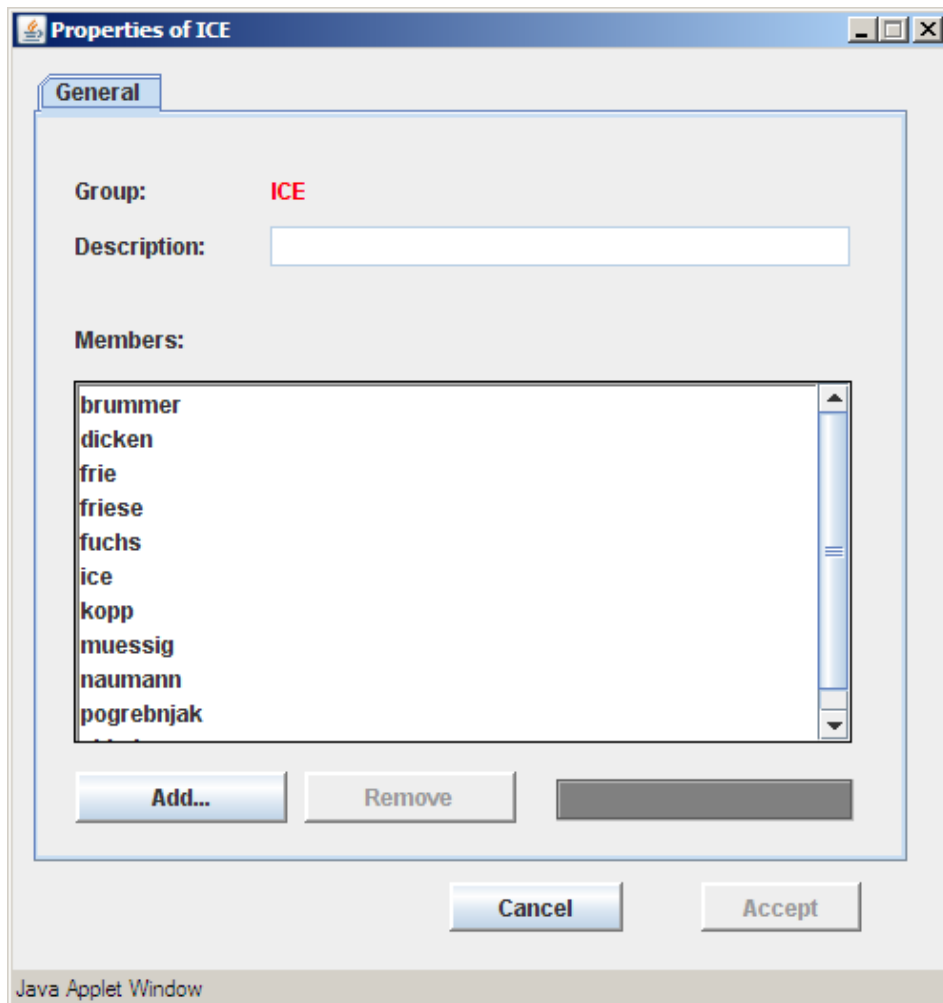 Properties of ICE
General
Group: ICE
Description:
Members:
brummer
dicken
frie
friese
fuchs
ice
kopp
muessig
naumann
pogrebnjak
Add... Remove
Cancel Accept
Java Applet Window